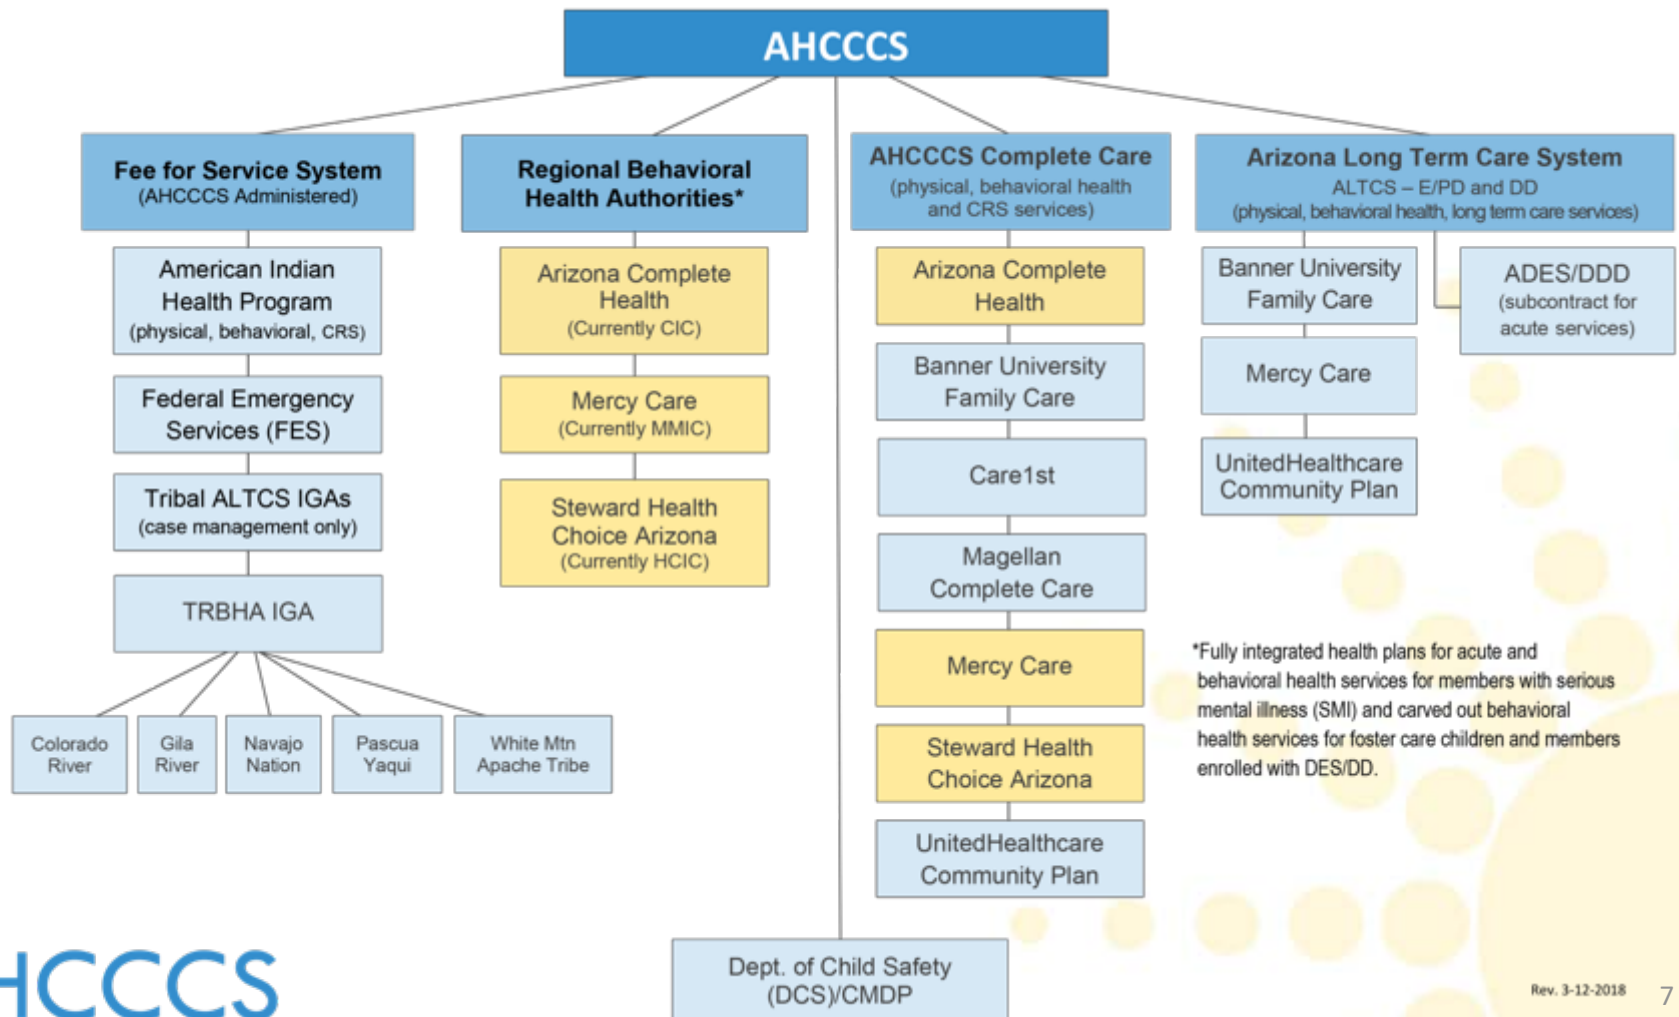 AHCCCS
Fee for Service System
(AHCCCS Administered)
American Indian
Health Program
(physical, behavioral, CRS)
Federal Emergency
Services (FES)
Tribal ALTCS IGAs
(case management only)
TRBHA IGA
Colorado
River
Gila
River
Navajo
Nation
Pascua
Yaqui
White Mtn
Apache Tribe
Regional Behavioral
Health Authorities*
Arizona Complete
Health
(Currently CIC)
Mercy Care
(Currently MMIC)
Steward Health
Choice Arizona
(Currently HCIC)
AHCCCS Complete Care
(physical, behavioral health
and CRS services)
Arizona Complete
Health
Banner University
Family Care
Care1st
Magellan
Complete Care
Mercy Care
Steward Health
Choice Arizona
UnitedHealthcare
Community Plan
Arizona Long Term Care System
ALTCS – E/PD and DD
(physical, behavioral health, long term care services)
Banner University
Family Care
Mercy Care
UnitedHealthcare
Community Plan
ADES/DDD
(subcontract for
acute services)
*Fully integrated health plans for acute and
behavioral health services for members with serious
mental illness (SMI) and carved out behavioral
health services for foster care children and members
enrolled with DES/DD.
Dept. of Child Safety
(DCS)/CMDP
HCCCS
Rev. 3-12-2018
7